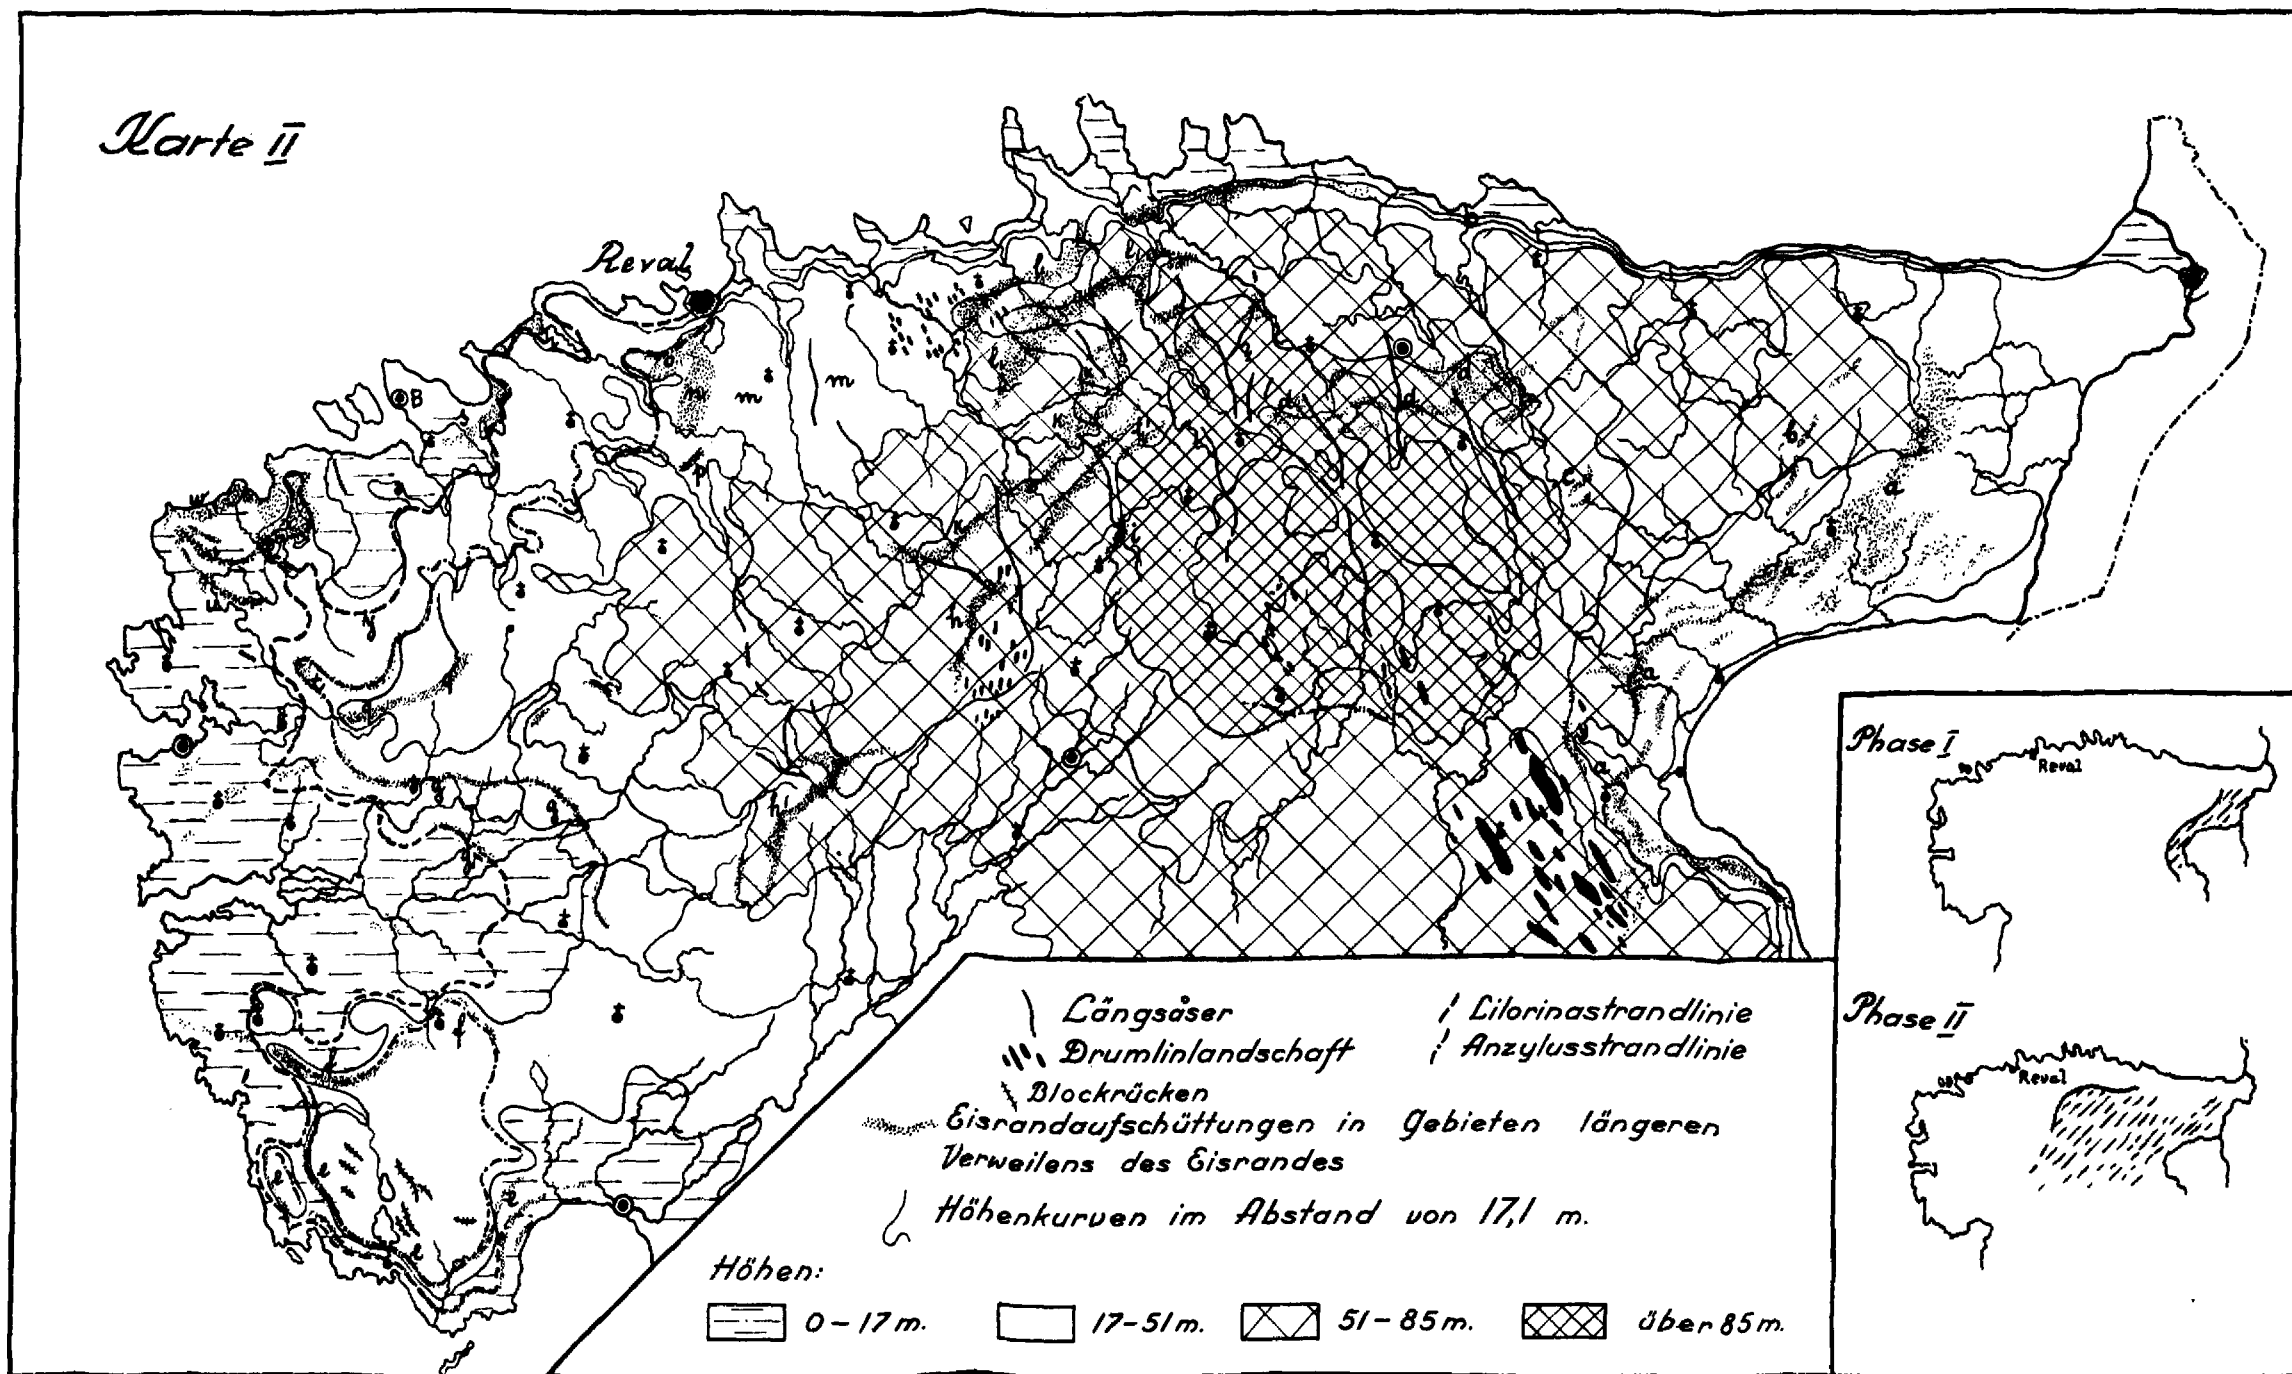 Karte II
Reval
B
m
m
Phase I
Reval
Phase II
Reval
Längsåser
Drumlinlandschaft
Blockrücken
Litorinastrandlinie
Anzylusstrandlinie
Eisrandaufschüttungen in Gebieten längeren
Verweilens des Eisrandes
Höhenkurven im Abstand von 17,1 m.
Höhen:
0-17 m.
17-51 m.
51-85 m.
über 85 m.